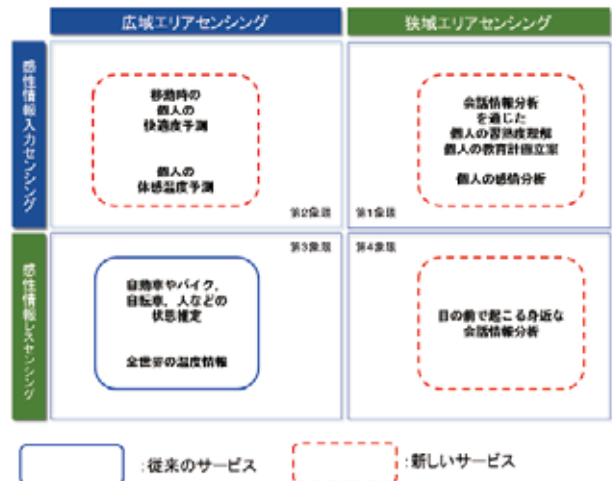 広域エリアセンシング
狭域エリアセンシング
感性情報入力センシング
移動時の
個人の
快適度予測
個人の
体感温度予測
第2象限
会話情報分析
を通じた
個人の習熟度理解
個人の教育計画立案
個人の感情分析
第1象限
感性情報レスセンシング
第3象限
自動車やバイク,
自転車, 人などの
状態推定
全世界の温度情報
第4象限
目の前で起こる身近な
会話情報分析
:従来のサービス
:新しいサービス